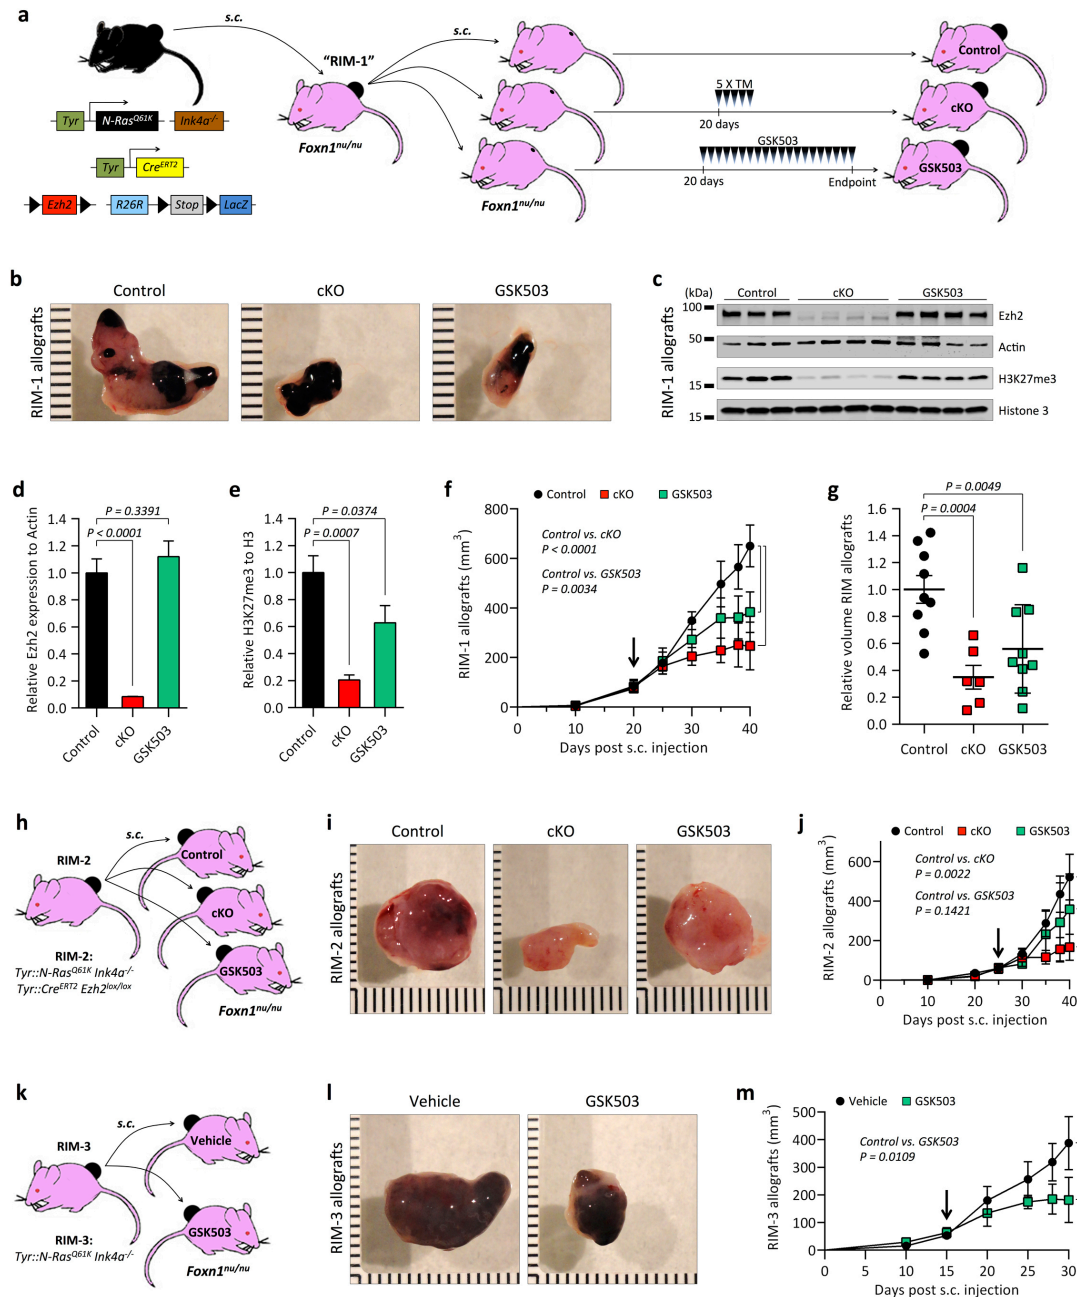 a
s.c.
"RIM-1"
s.c.
Foxn1nu/nu
Foxn1nu/nu
Control
5 X TM
20 days
cKO
GSK503
20 days
Endpoint
GSK503
Tyr
N-RasQ61K
Ink4a-/-
Tyr
CreERT2
Ezh2
R26R
Stop
LacZ
b
Control
cKO
GSK503
RIM-1 allografts
c
(kDa)
Control
cKO
GSK503
RIM-1 allografts
100
Ezh2
50
Actin
15
H3K27me3
15
Histone 3
d
Relative Ezh2 expression to Actin
P = 0.3391
P < 0.0001
1.4
1.2
1.0
0.8
0.6
0.4
0.2
0.0
Control
cKO
GSK503
e
Relative H3K27me3 to H3
P = 0.0374
P = 0.0007
1.4
1.2
1.0
0.8
0.6
0.4
0.2
0.0
Control
cKO
GSK503
f
Control
cKO
GSK503
RIM-1 allografts (mm3)
Control vs. cKO
P < 0.0001
Control vs. GSK503
P = 0.0034
800
600
400
200
0
0 10 20 25 30 35 40
Days post s.c. injection
g
Relative volume RIM allografts
P = 0.0049
P = 0.0004
1.6
1.4
1.2
1.0
0.8
0.6
0.4
0.2
0.0
Control
cKO
GSK503
h
s.c.
RIM-2
Control
cKO
GSK503
RIM-2:
Tyr::N-RasQ61K Ink4a-/-
Tyr::CreERT2 Ezh2lox/lox
Foxn1nu/nu
i
Control
cKO
GSK503
RIM-2 allografts
j
Control
cKO
GSK503
RIM-2 allografts (mm3)
Control vs. cKO
P = 0.0022
Control vs. GSK503
P = 0.1421
600
400
200
0
0 10 20 25 30 35 40
Days post s.c. injection
k
s.c.
RIM-3
Vehicle
GSK503
RIM-3:
Tyr::N-RasQ61K Ink4a-/-
Foxn1nu/nu
l
Vehicle
GSK503
RIM-3 allografts
m
Vehicle
GSK503
RIM-3 allografts (mm3)
Control vs. GSK503
P = 0.0109
500
400
300
200
100
0
0 10 15 20 25 30
Days post s.c. injection